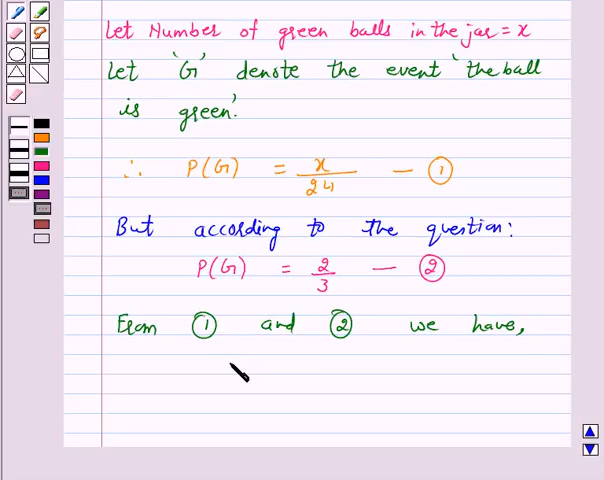 Let Number of green balls in the jar = x
Let 'G' denote the event 'the ball
is green'.
∴ P(G) = x/24 — ①
But according to the question:
P(G) = 2/3 — ②
From ① and ② we have,